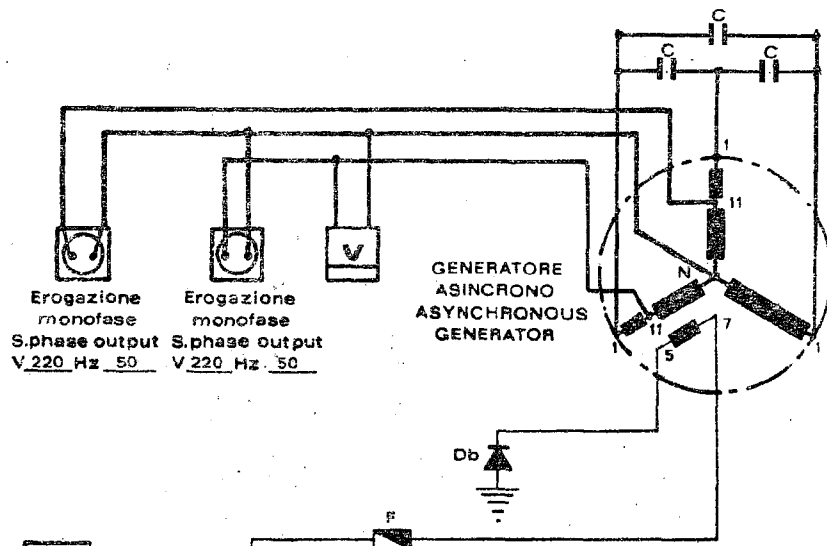 C
C
C
1
11
N
GENERATORE
ASINCRONO
ASYNCHRONOUS
GENERATOR
V
11
7
1
5
1
Erogazione
monofase
S.phase output
V 220 Hz 50
Erogazione
monofase
S.phase output
V 220 Hz 50
Db
F